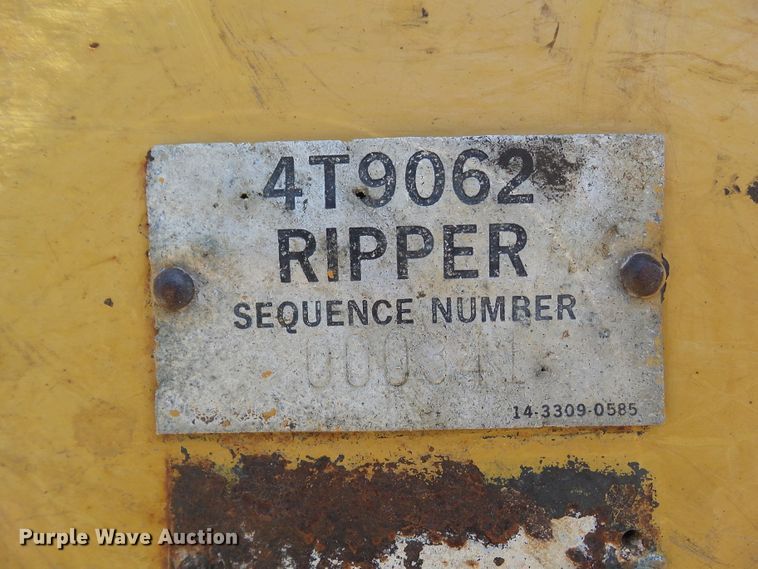 4T9062
RIPPER
SEQUENCE NUMBER
000341
14-3309-0585
Purple Wave Auction